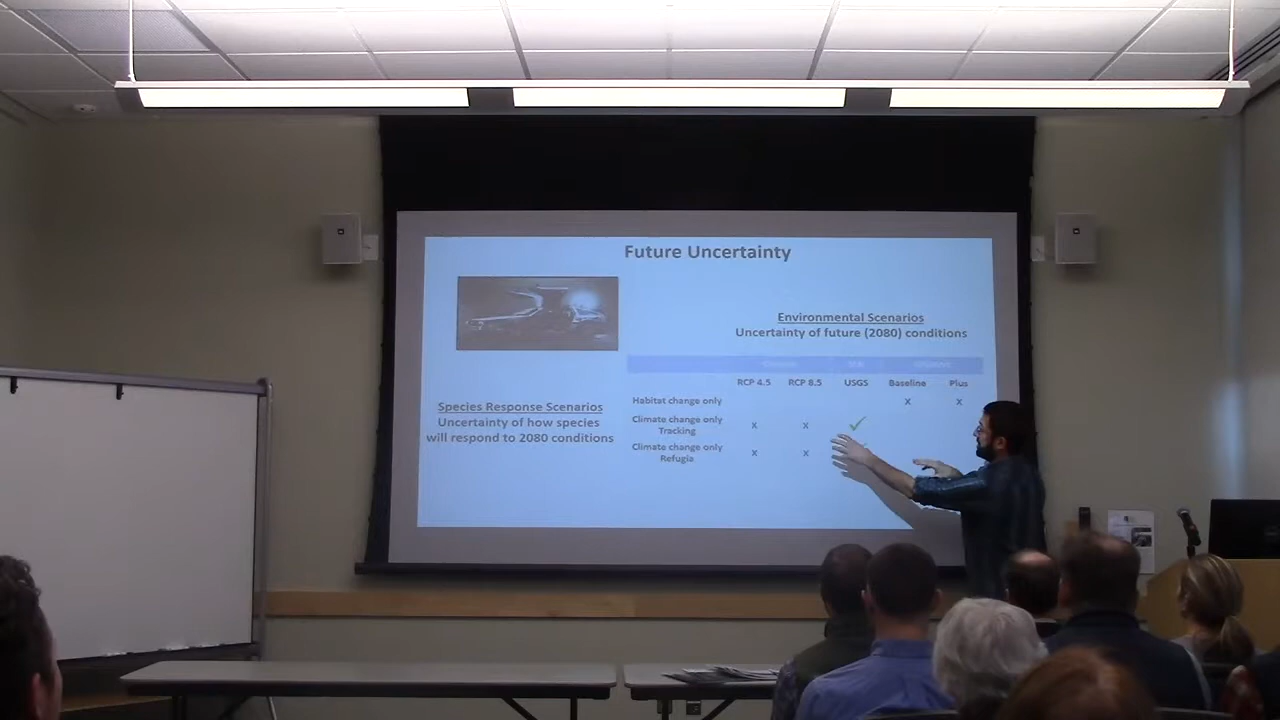 Future Uncertainty
Environmental Scenarios
Uncertainty of future (2080) conditions
RCP 4.5 RCP 8.5 USGS Baseline Plus
Species Response Scenarios
Uncertainty of how species
will respond to 2080 conditions
Habitat change only X X
Climate change only
Tracking X X ✓
Climate change only
Refugia X X